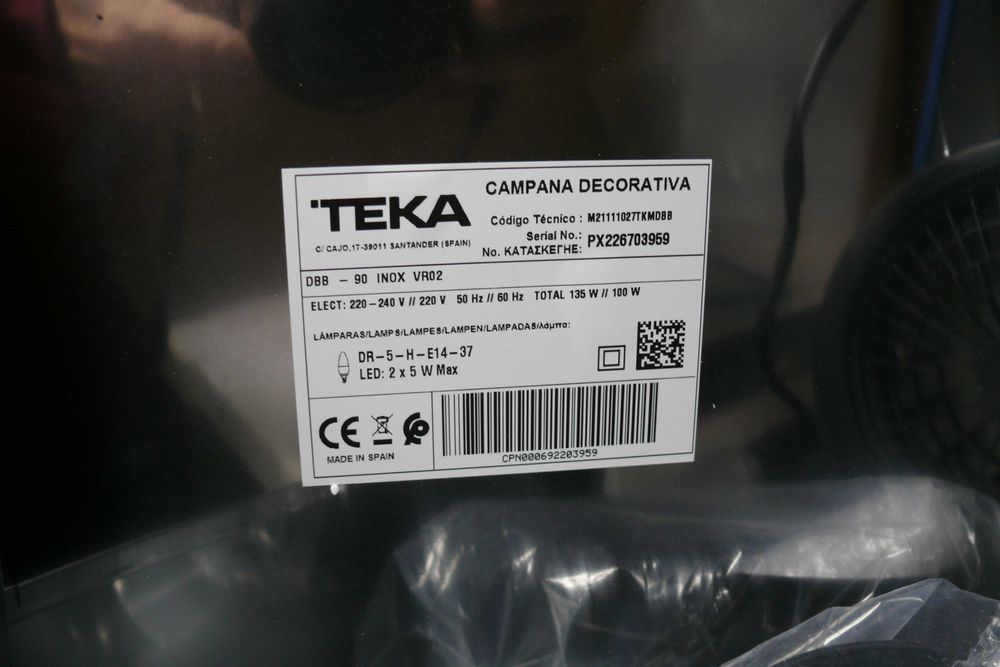 TEKA
C/ CAJO,17-39011 SANTANDER (SPAIN)
CAMPANA DECORATIVA
Código Técnico : M21111027TKMDBB
Serial No.: PX226703959
No. ΚΑΤΑΣΚΕΓΗΕ:
DBB - 90 INOX VR02
ELECT: 220-240 V // 220 V 50 Hz // 60 Hz TOTAL 135 W // 100 W
LÁMPARAS/LAMPS/LAMPES/LAMPEN/LAMPADAS/λάμπα:
DR-5-H-E14-37
LED: 2 x 5 W Max
CE
MADE IN SPAIN
CPN000692203959